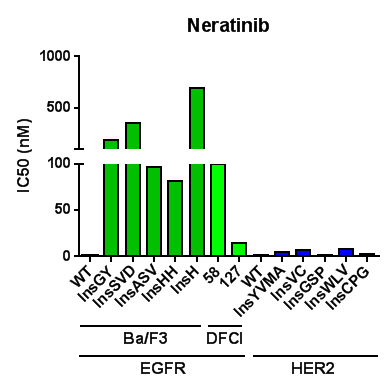 Neratinib
1000
500
100
50
0
IC50 (nM)
WT
InsGY
InsSVD
InsASV
InsHH
InsH
58
127
WT
InsYVMA
InsVC
InsGSP
InsWLV
InsCPG
Ba/F3
DFCI
EGFR
HER2